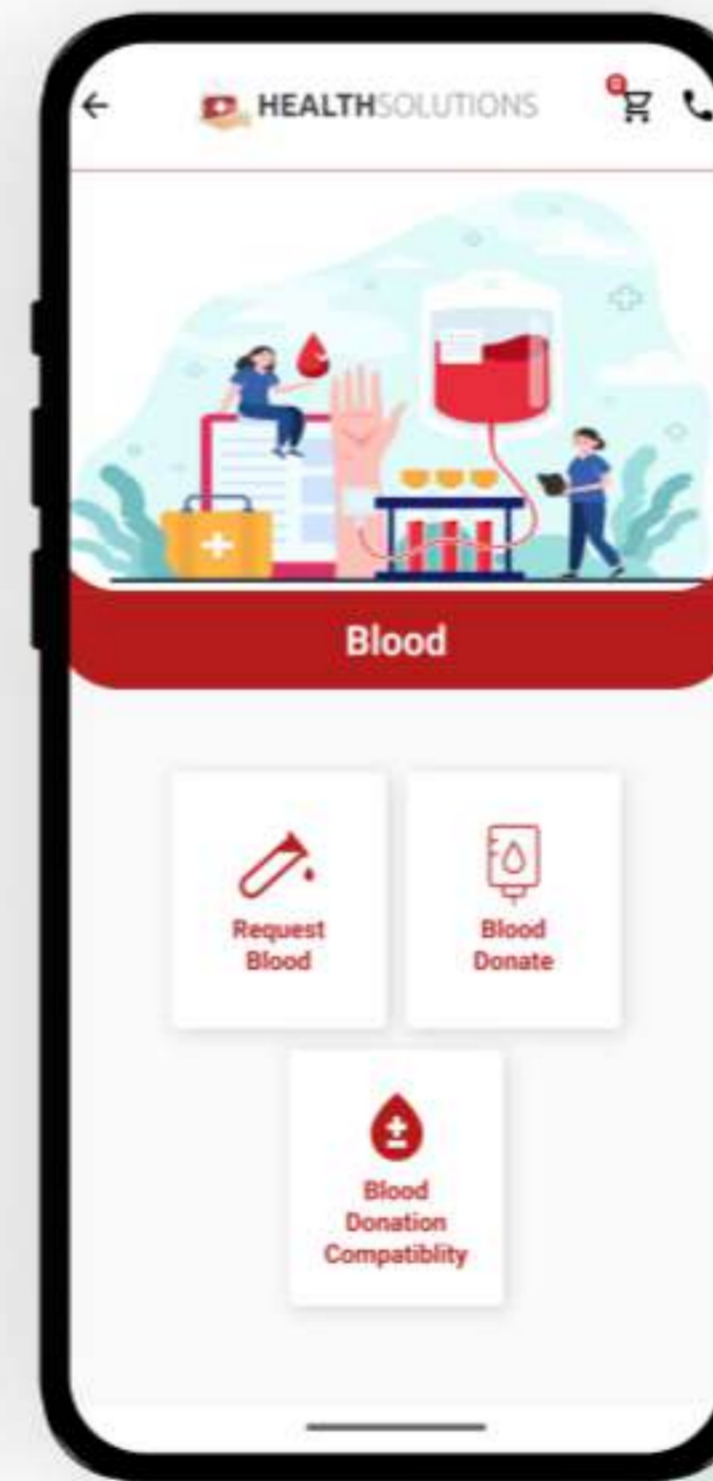 HEALTHSOLUTIONS
Blood
Request
Blood
Blood
Donate
Blood
Donation
Compatiblity